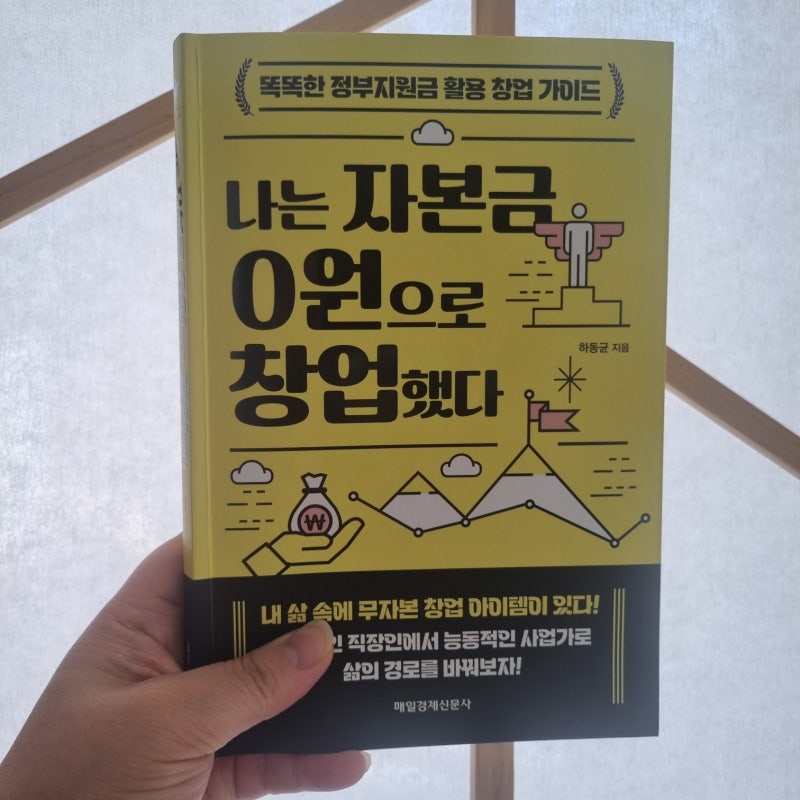 똑똑한 정부지원금 활용 창업 가이드
나는 자본금
0원으로
창업했다
하동균 지음
₩
내 삶 속에 무자본 창업 아이템이 있다!
직장인에서 능동적인 사업가로
삶의 경로를 바꿔보자!
매일경제신문사